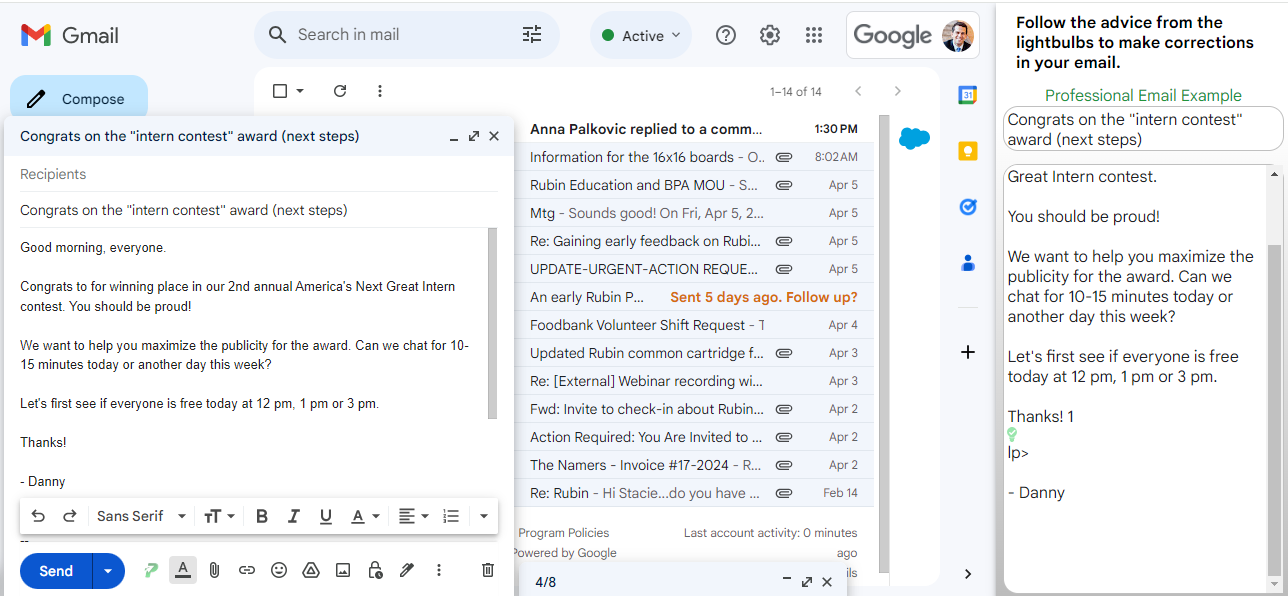 Gmail
Search in mail
Active
Google
Compose
1–14 of 14
Congrats on the "intern contest" award (next steps)
Recipients
Congrats on the "intern contest" award (next steps)
Good morning, everyone.
Congrats to for winning place in our 2nd annual America's Next Great Intern
contest. You should be proud!
We want to help you maximize the publicity for the award. Can we chat for 10-
15 minutes today or another day this week?
Let's first see if everyone is free today at 12 pm, 1 pm or 3 pm.
Thanks!
- Danny
Sans Serif
--
Send
Anna Palkovic replied to a comm... 1:30 PM
Information for the 16x16 boards - O.. 8:02 AM
Rubin Education and BPA MOU - S... Apr 5
Mtg - Sounds good! On Fri, Apr 5, 2... Apr 5
Re: Gaining early feedback on Rubi... Apr 5
UPDATE-URGENT-ACTION REQUE... Apr 5
An early Rubin P... Sent 5 days ago. Follow up?
Foodbank Volunteer Shift Request - T Apr 4
Updated Rubin common cartridge f... Apr 3
Re: [External] Webinar recording wi... Apr 3
Fwd: Invite to check-in about Rubin... Apr 2
Action Required: You Are Invited to ... Apr 2
The Namers - Invoice #17-2024 - R... Apr 2
Re: Rubin - Hi Stacie...do you have ... Feb 14
Program Policies
Powered by Google
Last account activity: 0 minutes
ago
4/8
31
Follow the advice from the
lightbulbs to make corrections
in your email.
Professional Email Example
Congrats on the "intern contest"
award (next steps)
Great Intern contest.
You should be proud!
We want to help you maximize the
publicity for the award. Can we
chat for 10-15 minutes today or
another day this week?
Let's first see if everyone is free
today at 12 pm, 1 pm or 3 pm.
Thanks! 1
lp>
- Danny